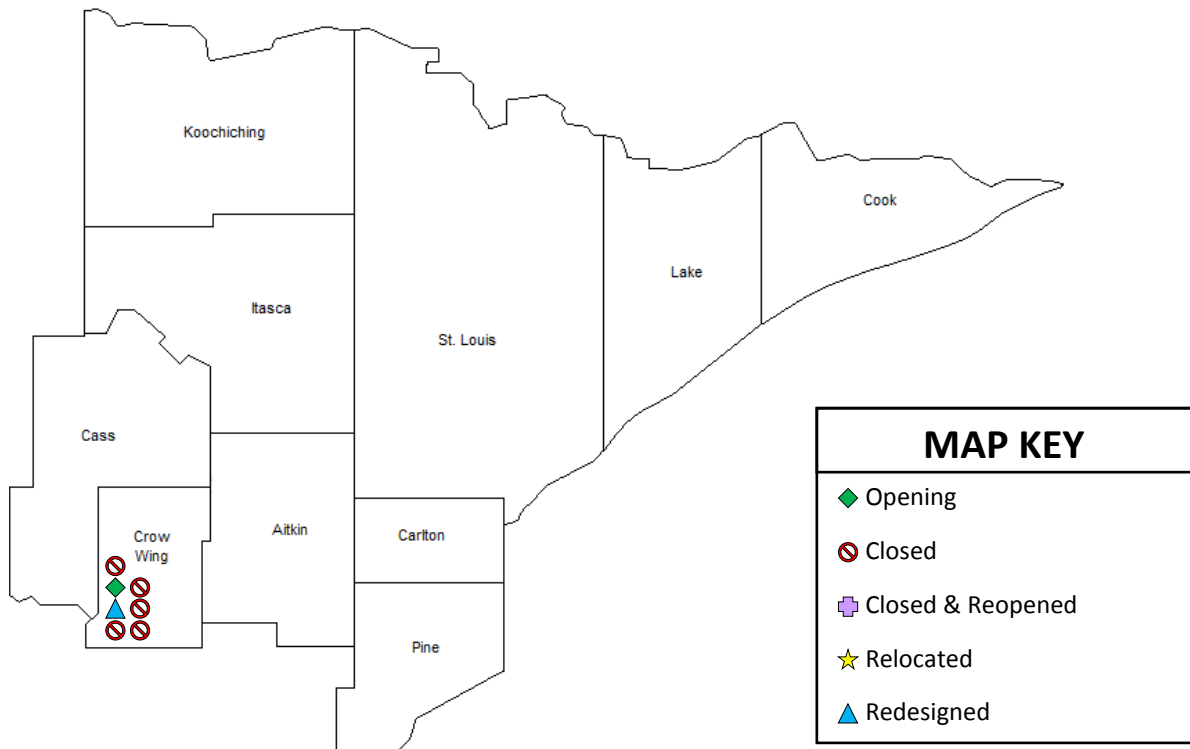 Koochiching
Cook
Lake
Itasca
St. Louis
Cass
Crow
Wing
Aitkin
Carlton
Pine
MAP KEY
Opening
Closed
Closed & Reopened
Relocated
Redesigned